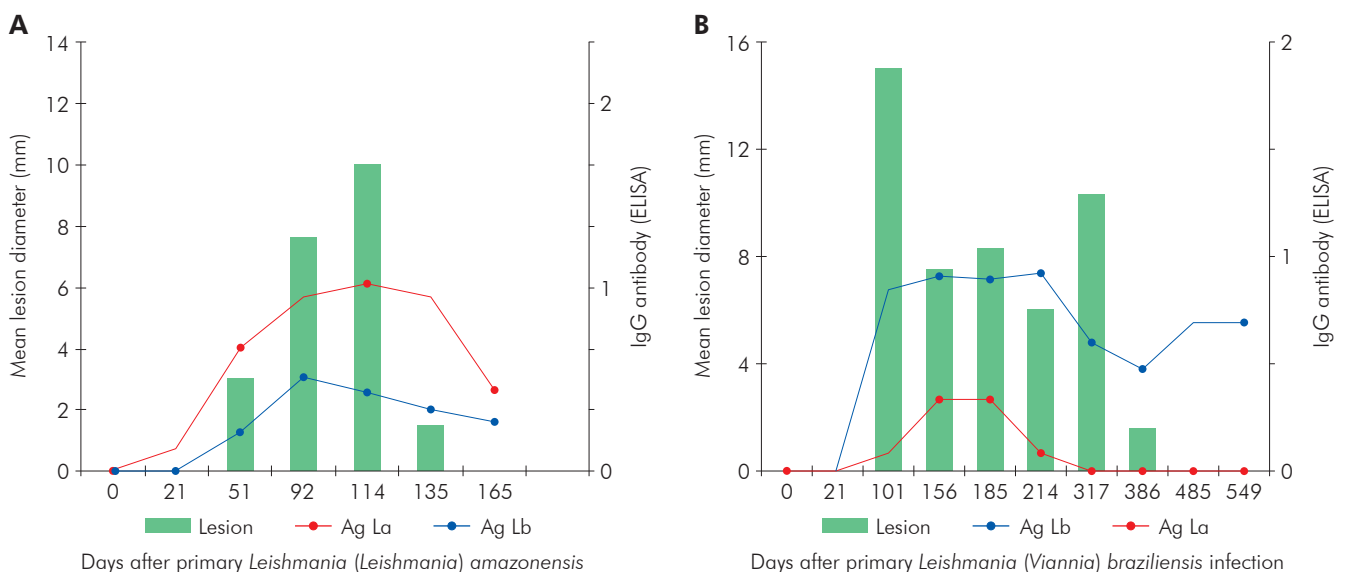 A
14
12
10
8
6
4
2
0
Mean lesion diameter (mm)
2
1
0
IgG antibody (ELISA)
0 21 51 92 114 135 165
Lesion Ag La Ag Lb
Days after primary Leishmania (Leishmania) amazonensis
B
16
12
8
4
0
Mean lesion diameter (mm)
2
1
0
IgG antibody (ELISA)
0 21 101 156 185 214 317 386 485 549
Lesion Ag Lb Ag La
Days after primary Leishmania (Viannia) braziliensis infection